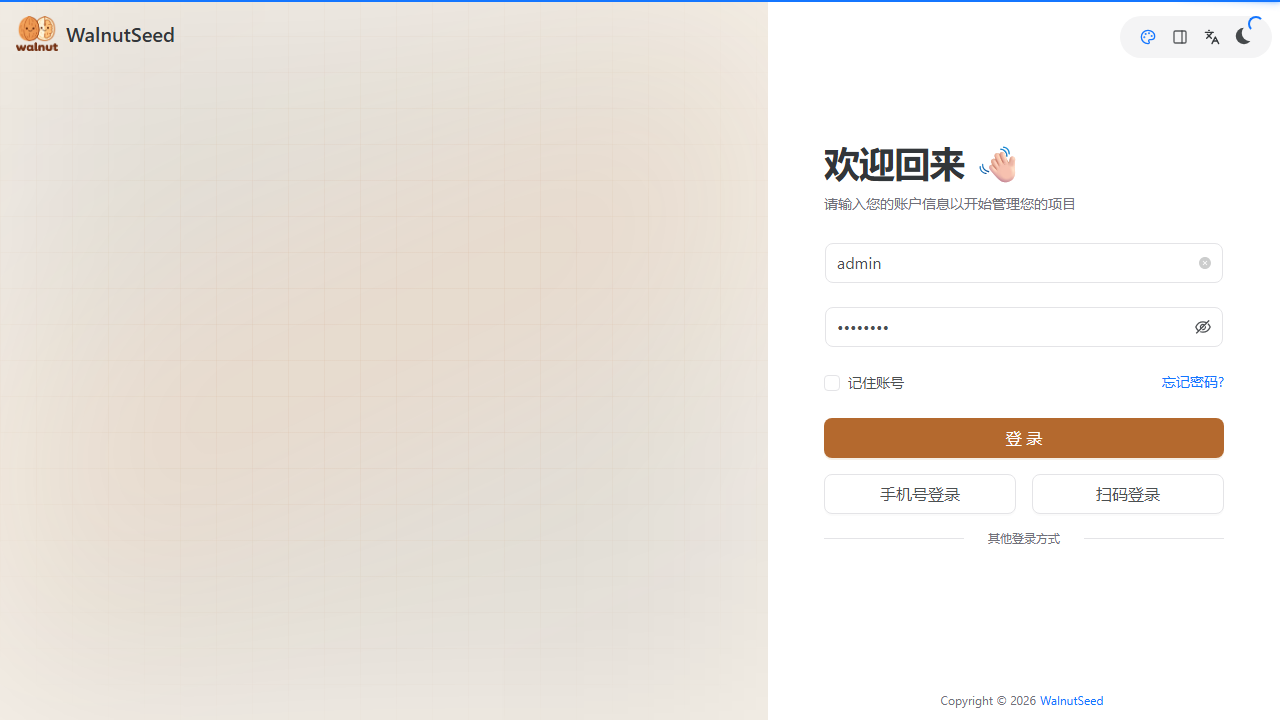 walnut
WalnutSeed
欢迎回来 👋🏻
请输入您的账户信息以开始管理您的项目
admin
••••••••
记住账号
忘记密码?
登 录
手机号登录
扫码登录
其他登录方式
Copyright © 2026 WalnutSeed